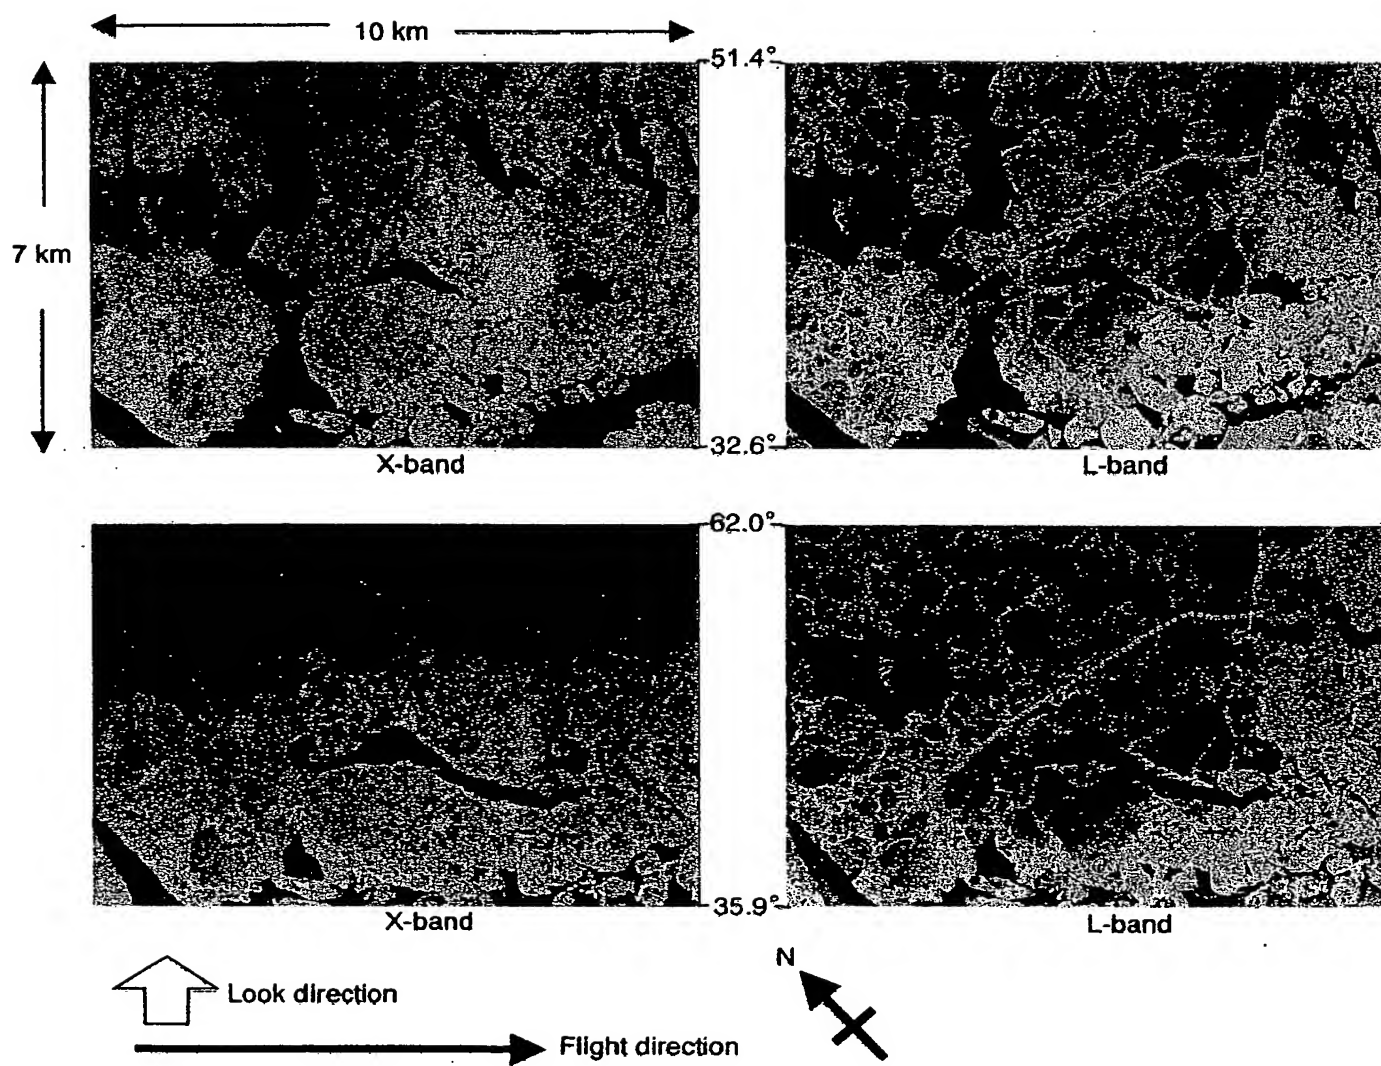 10 km
51.4°
7 km
32.6°
X-band
L-band
62.0°
35.9°
X-band
L-band
N
Look direction
Flight direction